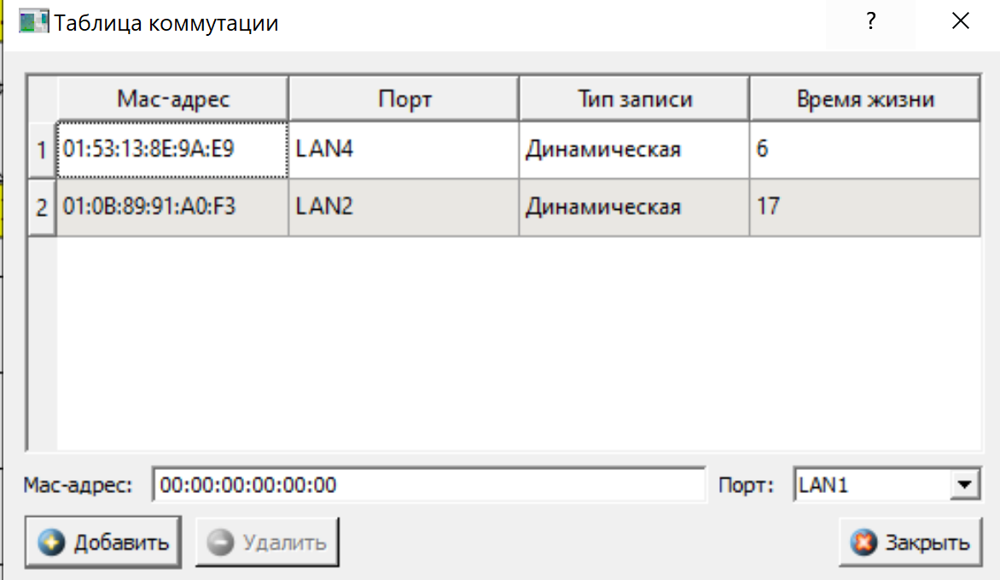 Таблица коммутации ?
Mac-адрес Порт Тип записи Время жизни
1 01:53:13:8E:9A:E9 LAN4 Динамическая 6
2 01:0B:89:91:A0:F3 LAN2 Динамическая 17
Mac-адрес: 00:00:00:00:00:00 Порт: LAN1
Добавить Удалить Закрыть